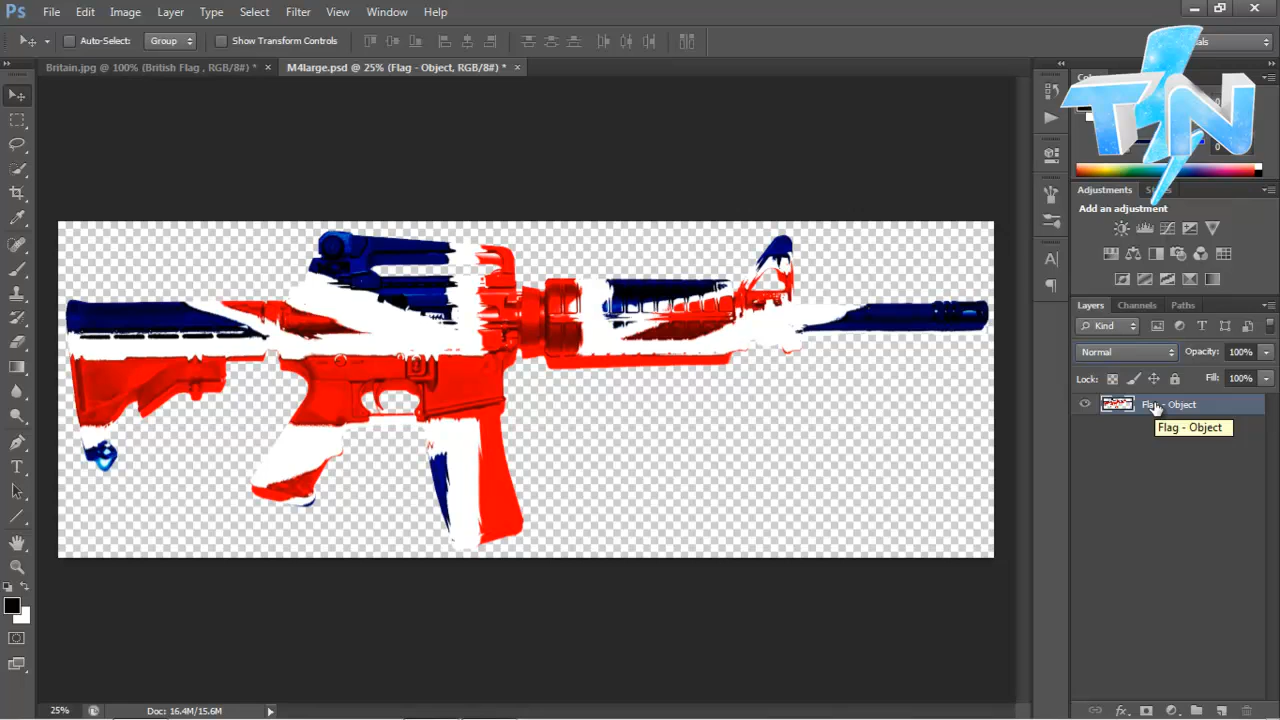 Ps File Edit Image Layer Type Select Filter View Window Help
Auto-Select: Group Show Transform Controls
Britain.jpg @ 100% (British Flag , RGB/8#) * × M4large.psd @ 25% (Flag - Object, RGB/8#) * ×
TN
Adjustments
Add an adjustment
Layers Channels Paths
Kind
Normal Opacity: 100%
Lock: Fill: 100%
Flag - Object
Flag - Object
25% Doc: 16.4M/15.6M